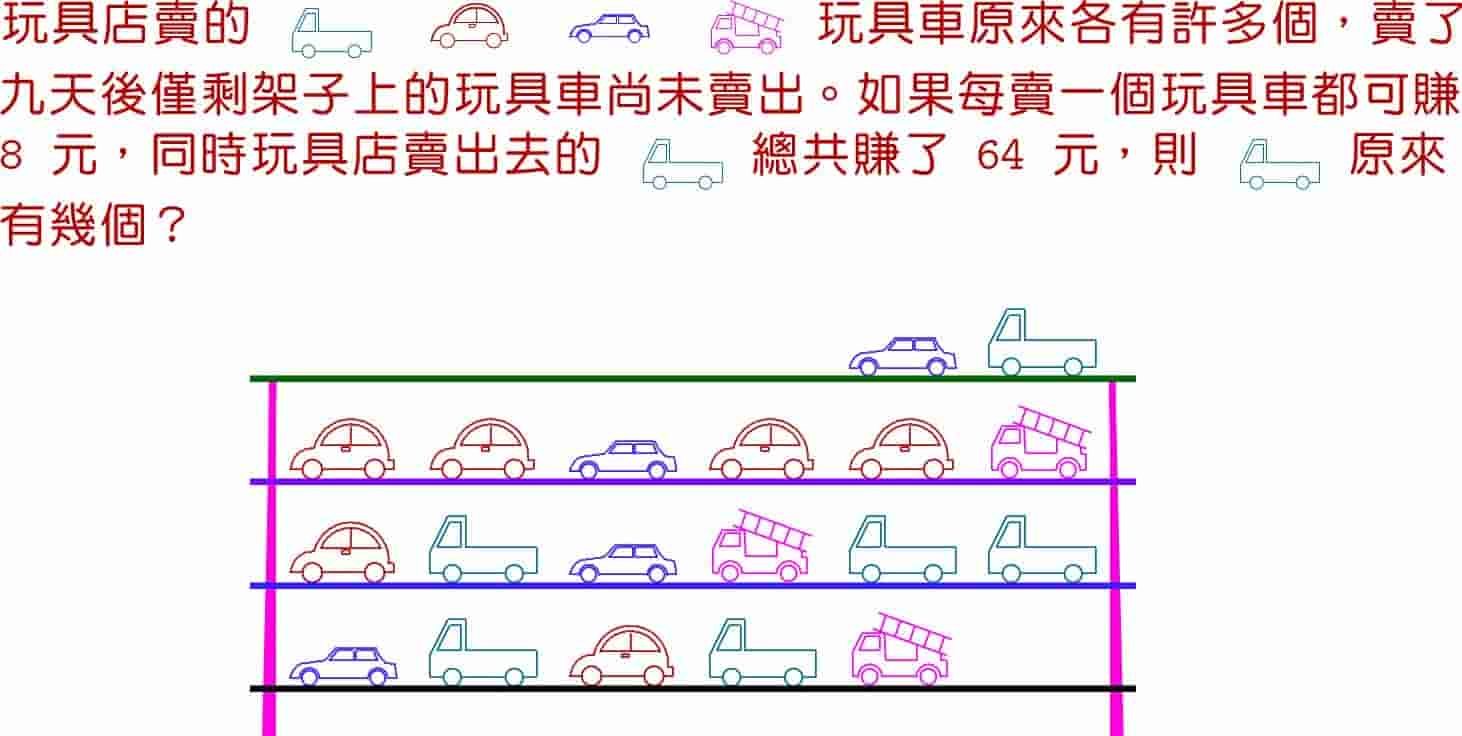 玩具店賣的 玩具車原來各有許多個，賣了
九天後僅剩架子上的玩具車尚未賣出。如果每賣一個玩具車都可賺
8 元，同時玩具店賣出去的 總共賺了 64 元，則 原來
有幾個？